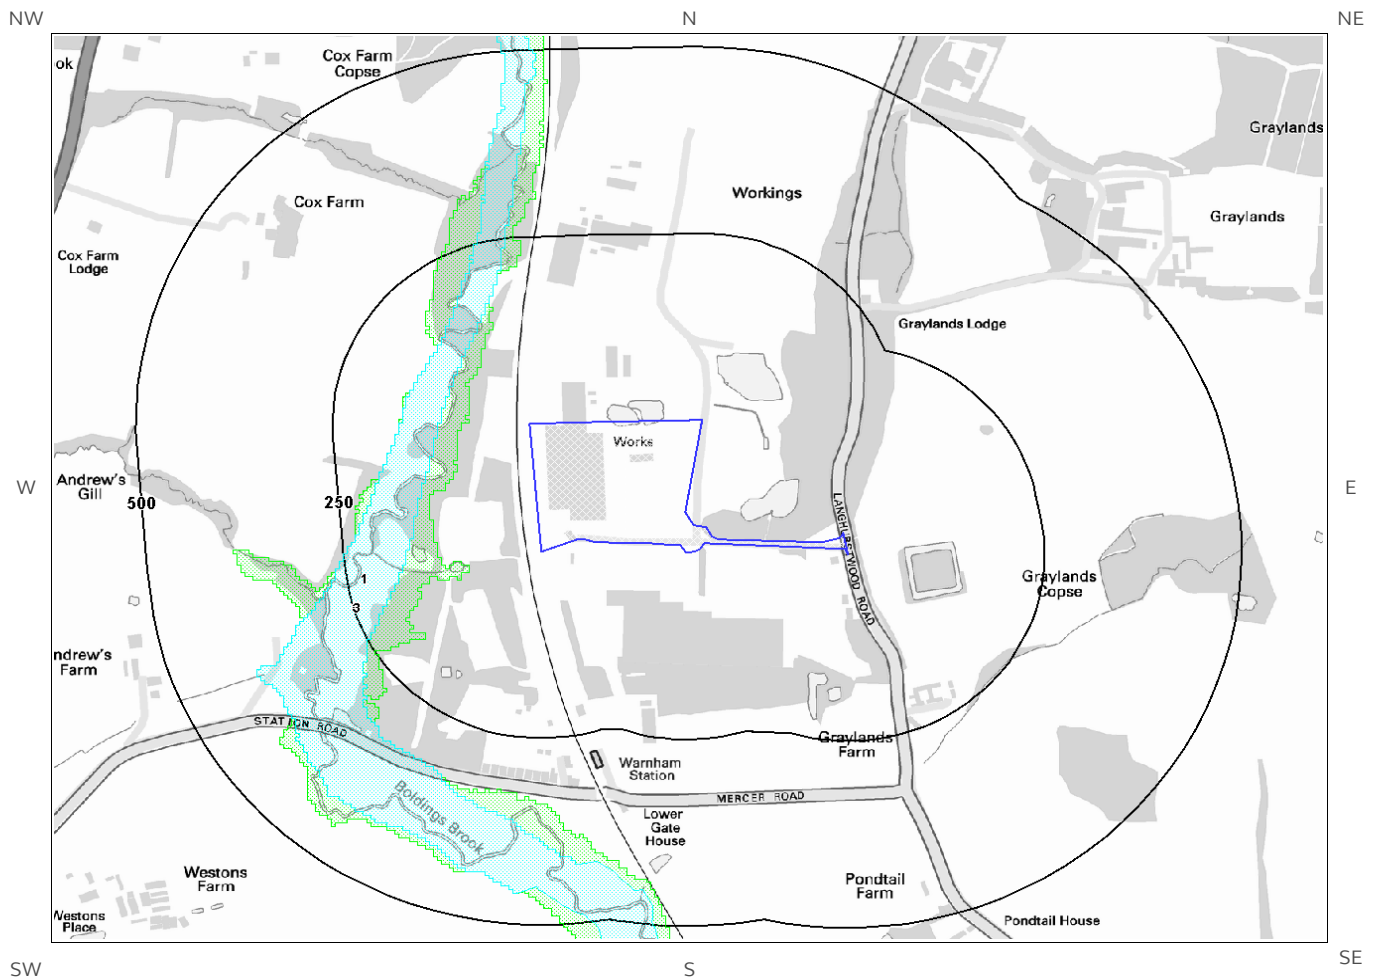 NW
N
NE
ok
Cox Farm
Copse
Graylands
Workings
Cox Farm
Graylands
Cox Farm
Lodge
Graylands Lodge
Works
Andrew's
Gill
W
500
250
E
LANGHURSTWOOD ROAD
1
Graylands
Copse
3
ndrew's
Farm
STATION ROAD
Graylands
Farm
Warnham
Station
Boldings Brook
MERCER ROAD
Lower
Gate
House
Westons
Farm
Pondtail
Farm
Westons
Place
Pondtail House
SW
S
SE